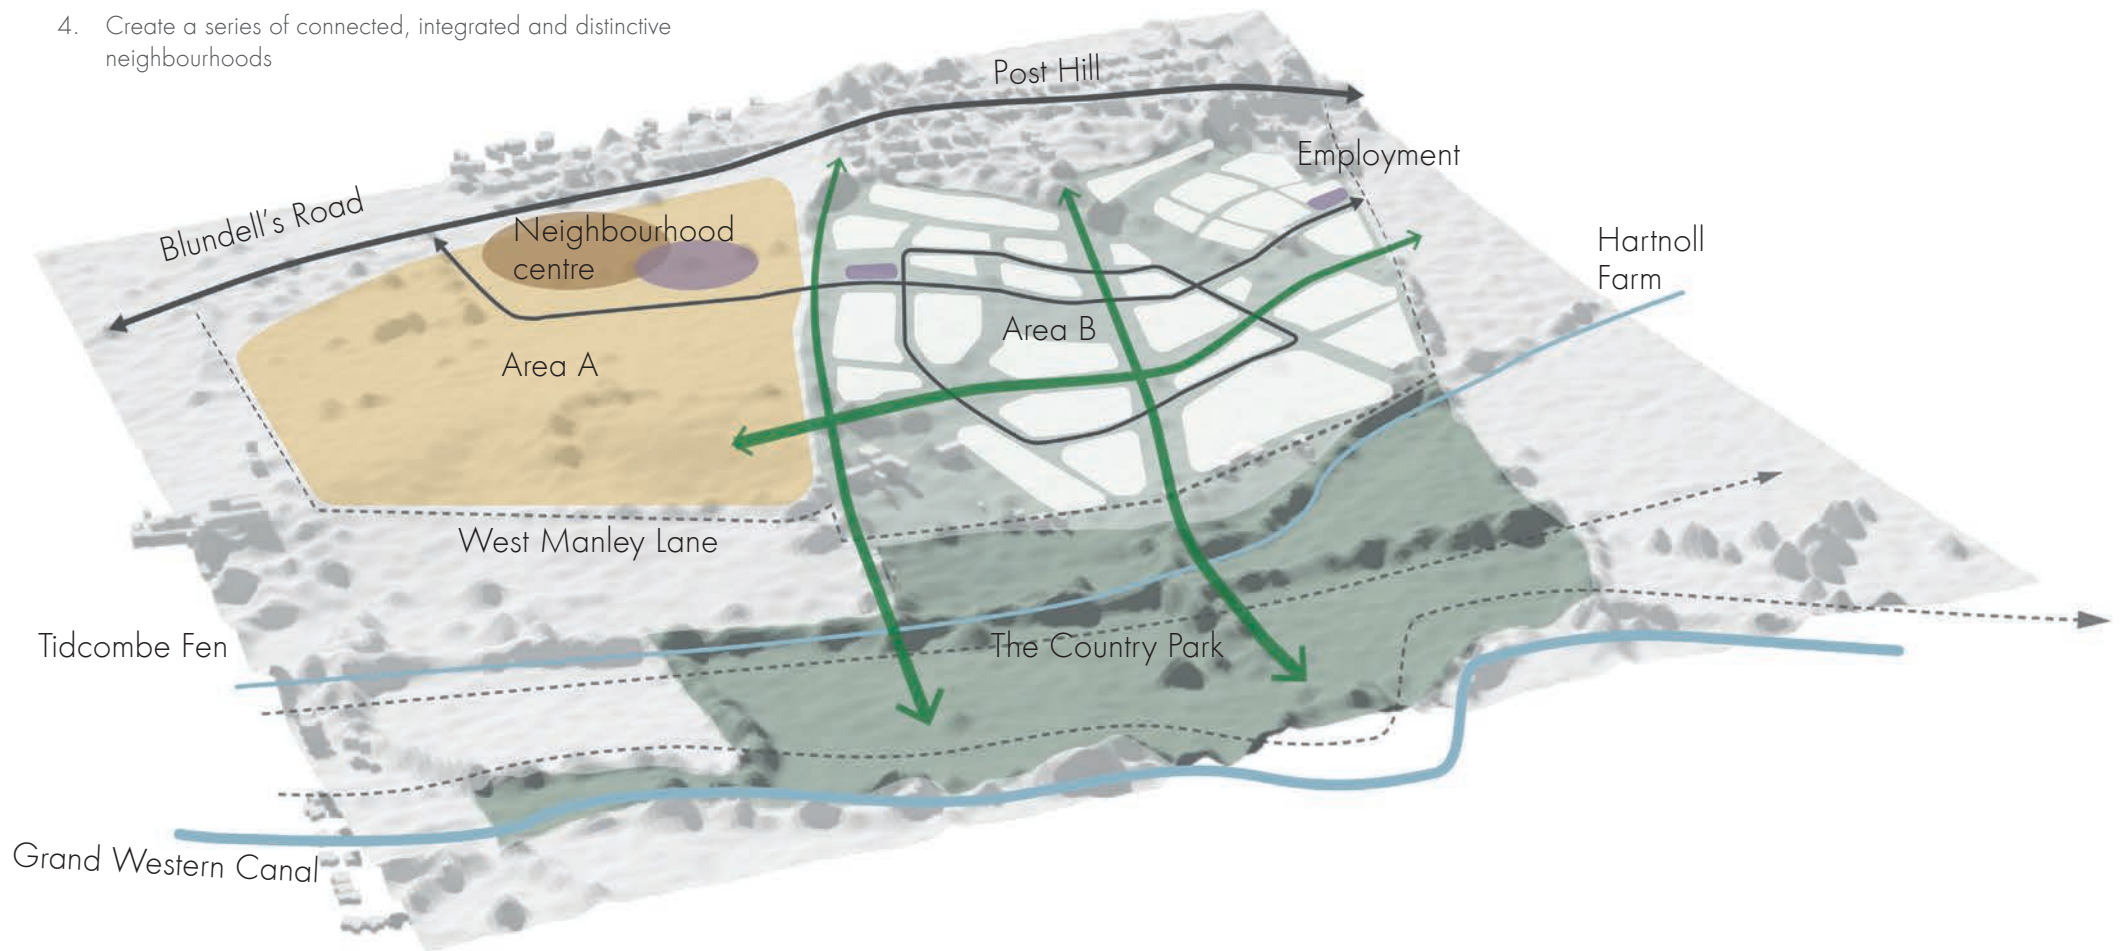 4. Create a series of connected, integrated and distinctive
neighbourhoods
Post Hill
Employment
Blundell's Road
Neighbourhood
centre
Hartnoll
Farm
Area B
Area A
West Manley Lane
Tidcombe Fen
The Country Park
Grand Western Canal